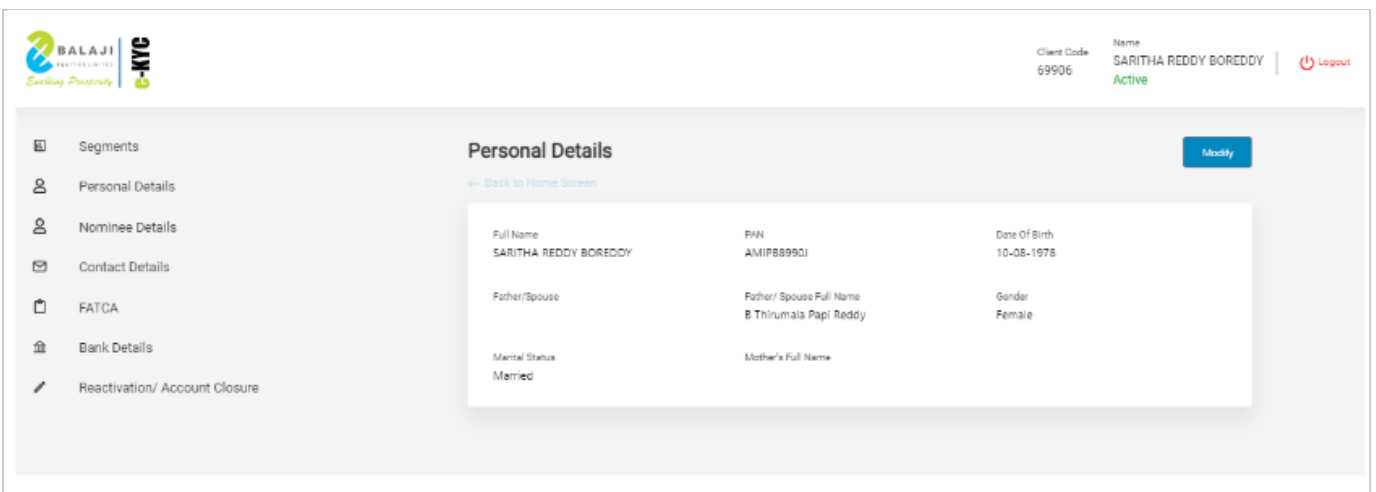 BALAJI
EQUITIES LIMITED
Enabling Prosperity
e-KYC
Client Code
69906
Name
SARITHA REDDY BOREDDY
Active
Logout
Segments
Personal Details
Nominee Details
Contact Details
FATCA
Bank Details
Reactivation/ Account Closure
Personal Details
Modify
← Back to Home Screen
Full Name
SARITHA REDDY BOREDDY
PAN
AMIPB8990J
Date Of Birth
10-08-1978
Father/Spouse
Father/ Spouse Full Name
B Thirumala Papi Reddy
Gender
Female
Marital Status
Married
Mother's Full Name